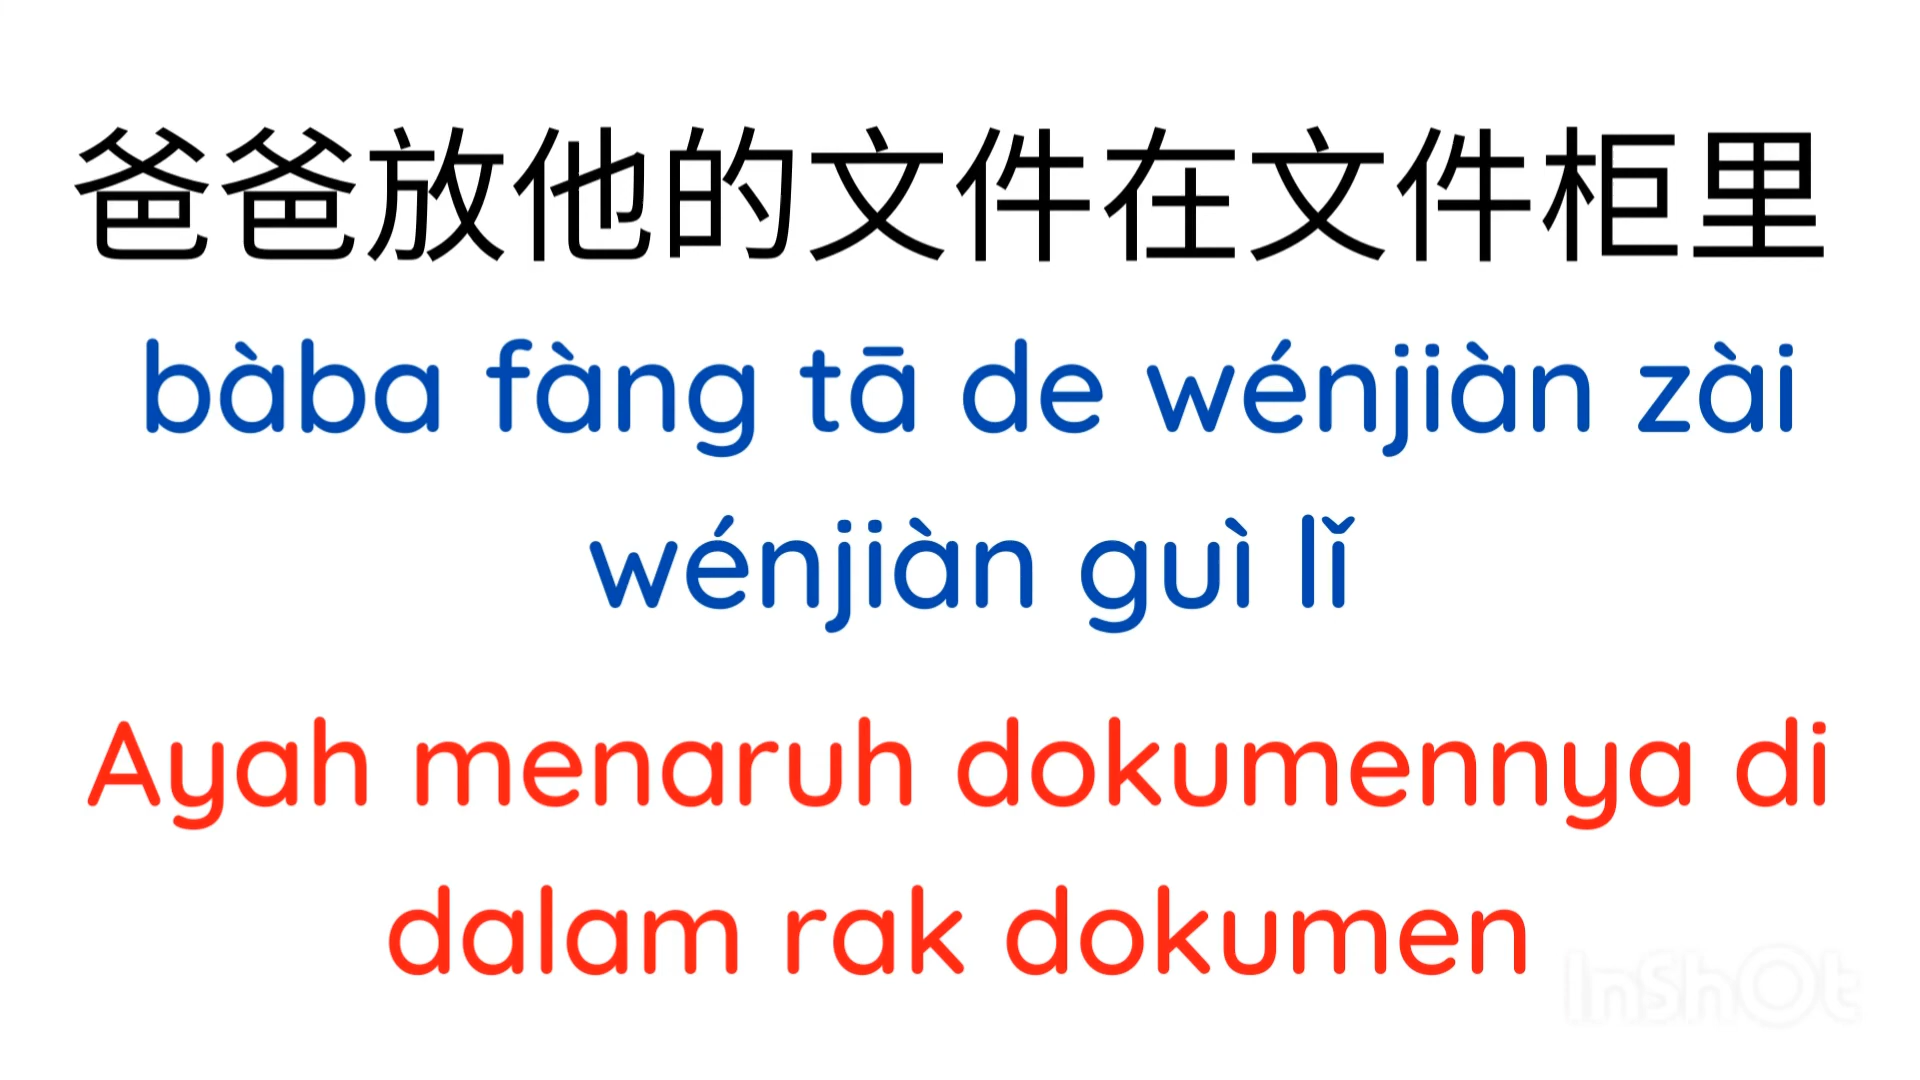 爸爸放他的文件在文件柜里
bàba fàng tā de wénjiàn zài
wénjiàn guì lǐ
Ayah menaruh dokumennya di
dalam rak dokumen
InShOt